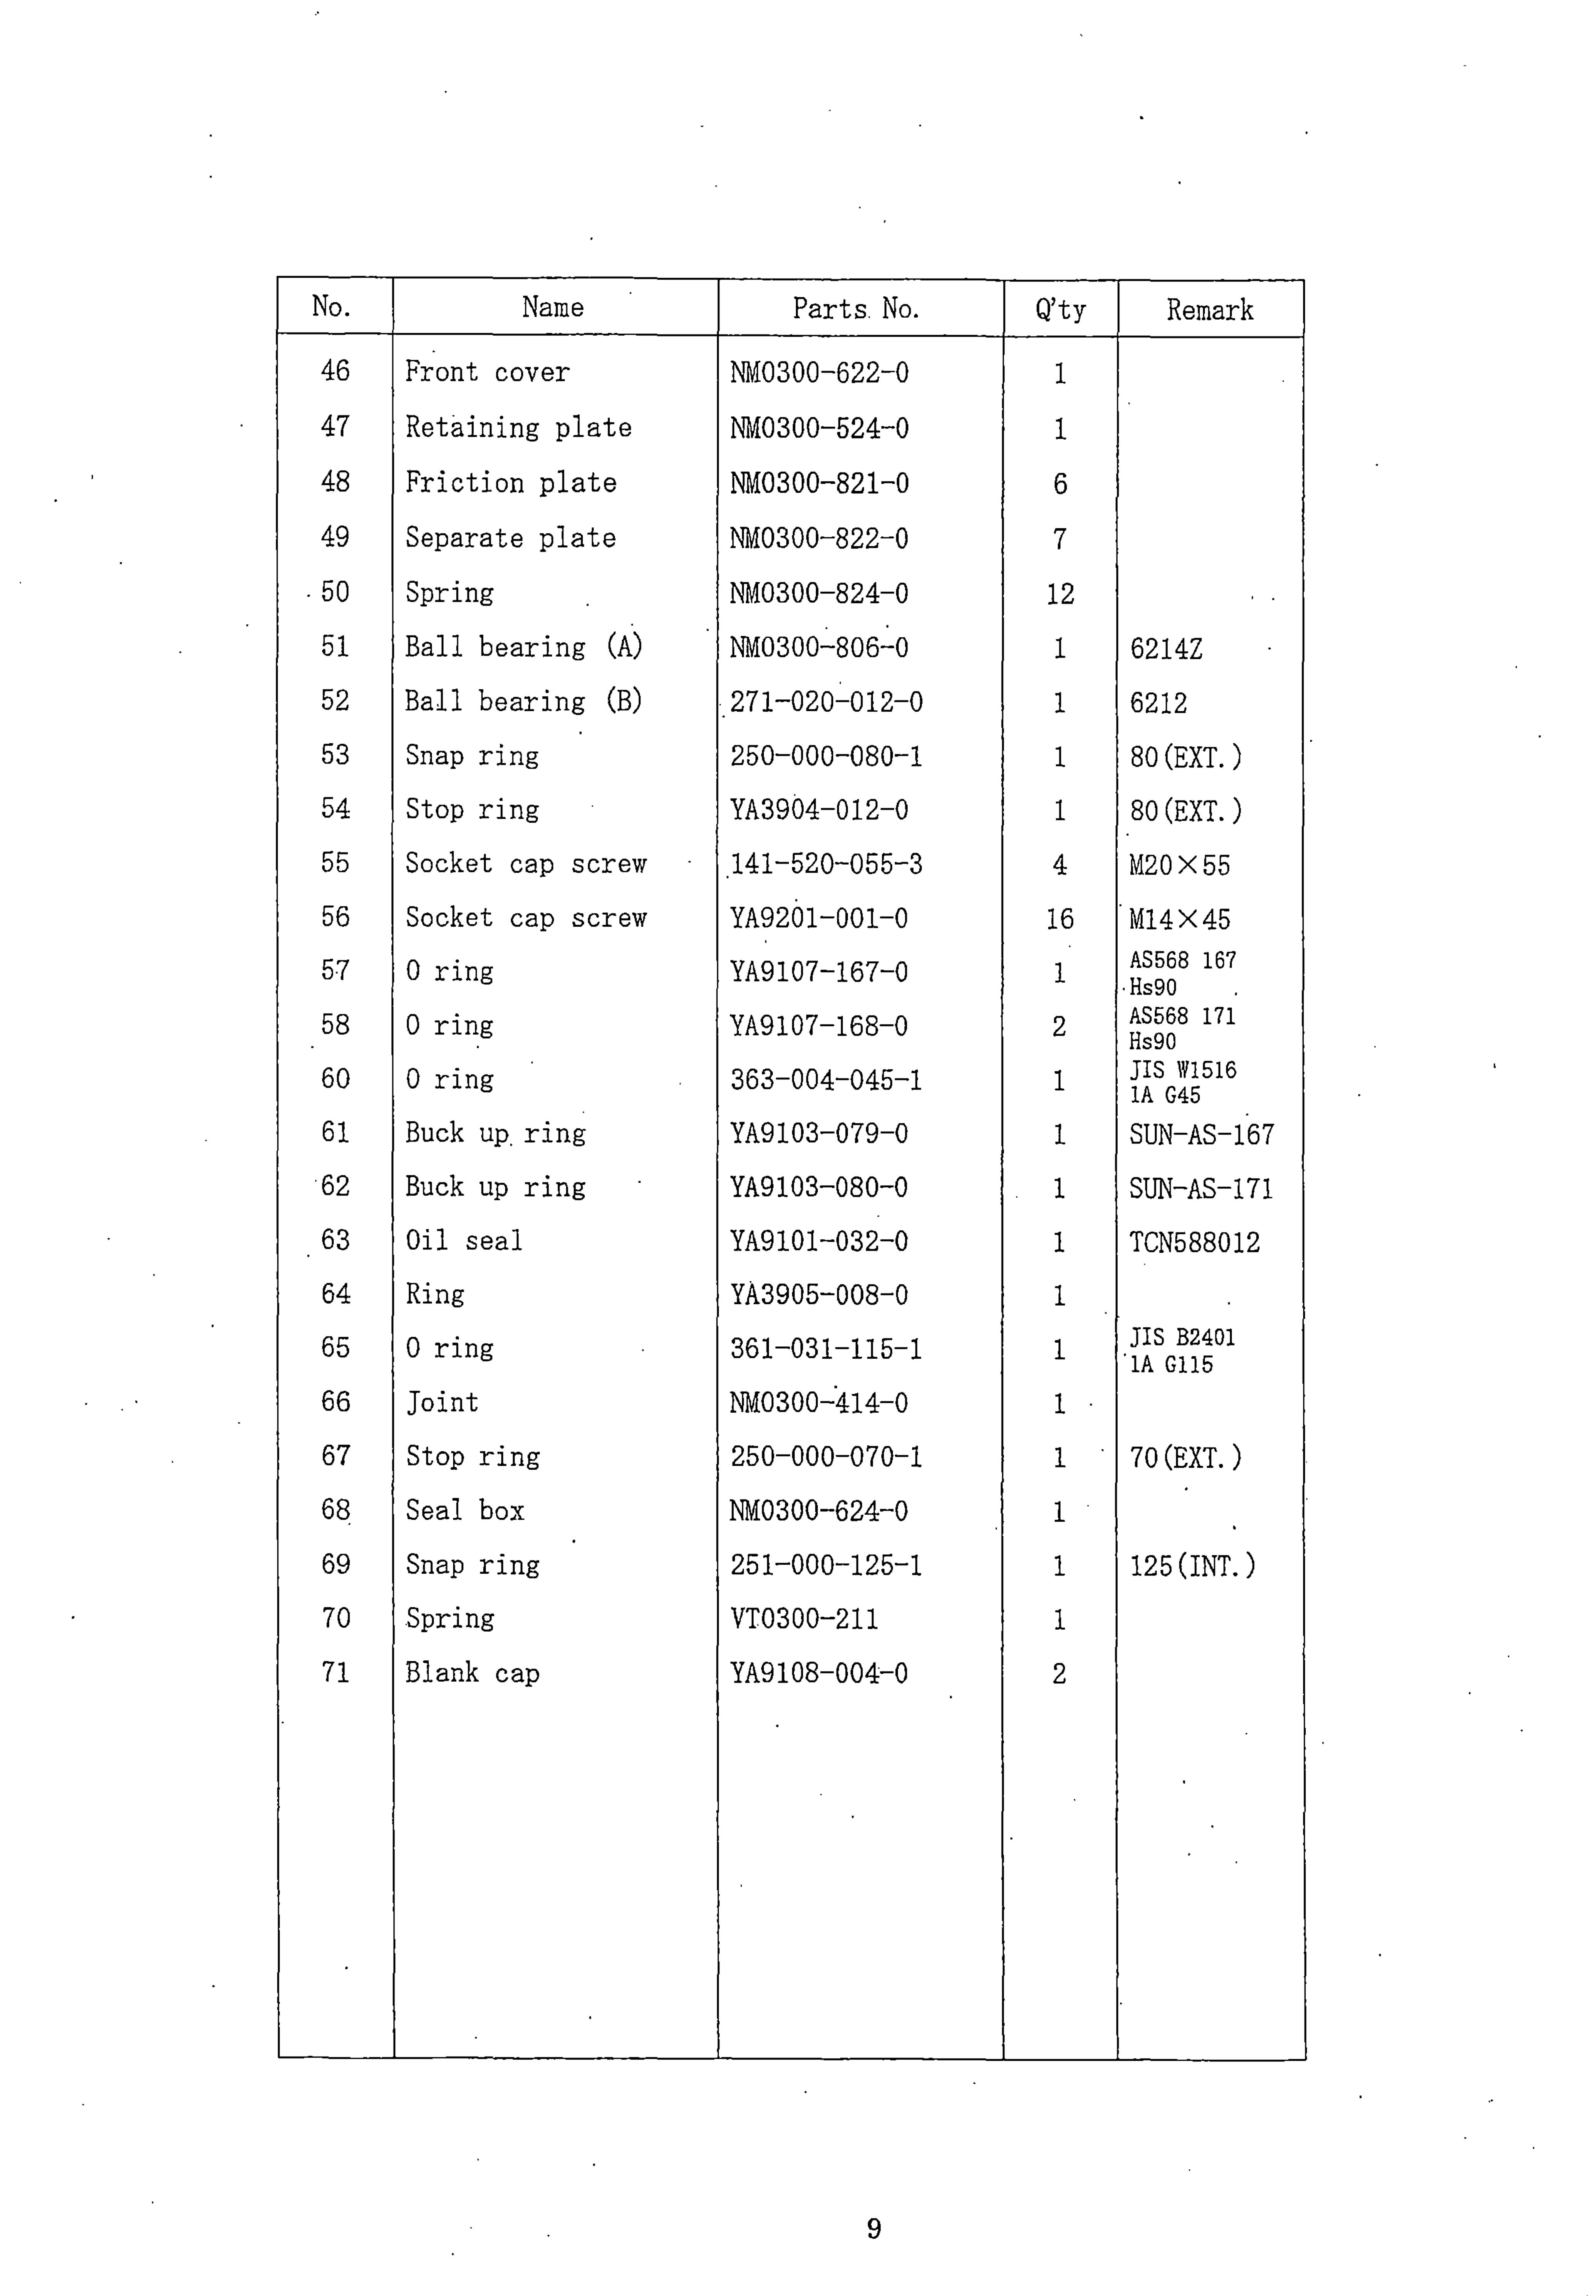 No. Name Parts No. Q'ty Remark
46 Front cover NM0300-622-0 1
47 Retaining plate NM0300-524-0 1
48 Friction plate NM0300-821-0 6
49 Separate plate NM0300-822-0 7
50 Spring NM0300-824-0 12
51 Ball bearing (A) NM0300-806-0 1 6214Z
52 Ball bearing (B) 271-020-012-0 1 6212
53 Snap ring 250-000-080-1 1 80(EXT.)
54 Stop ring YA3904-012-0 1 80(EXT.)
55 Socket cap screw 141-520-055-3 4 M20×55
56 Socket cap screw YA9201-001-0 16 M14×45
57 O ring YA9107-167-0 1 AS568 167
Hs90
58 O ring YA9107-168-0 2 AS568 171
Hs90
60 O ring 363-004-045-1 1 JIS W1516
1A G45
61 Buck up ring YA9103-079-0 1 SUN-AS-167
62 Buck up ring YA9103-080-0 1 SUN-AS-171
63 Oil seal YA9101-032-0 1 TCN588012
64 Ring YA3905-008-0 1
65 O ring 361-031-115-1 1 JIS B2401
1A G115
66 Joint NM0300-414-0 1
67 Stop ring 250-000-070-1 1 70(EXT.)
68 Seal box NM0300-624-0 1
69 Snap ring 251-000-125-1 1 125(INT.)
70 Spring VT0300-211 1
71 Blank cap YA9108-004-0 2
9